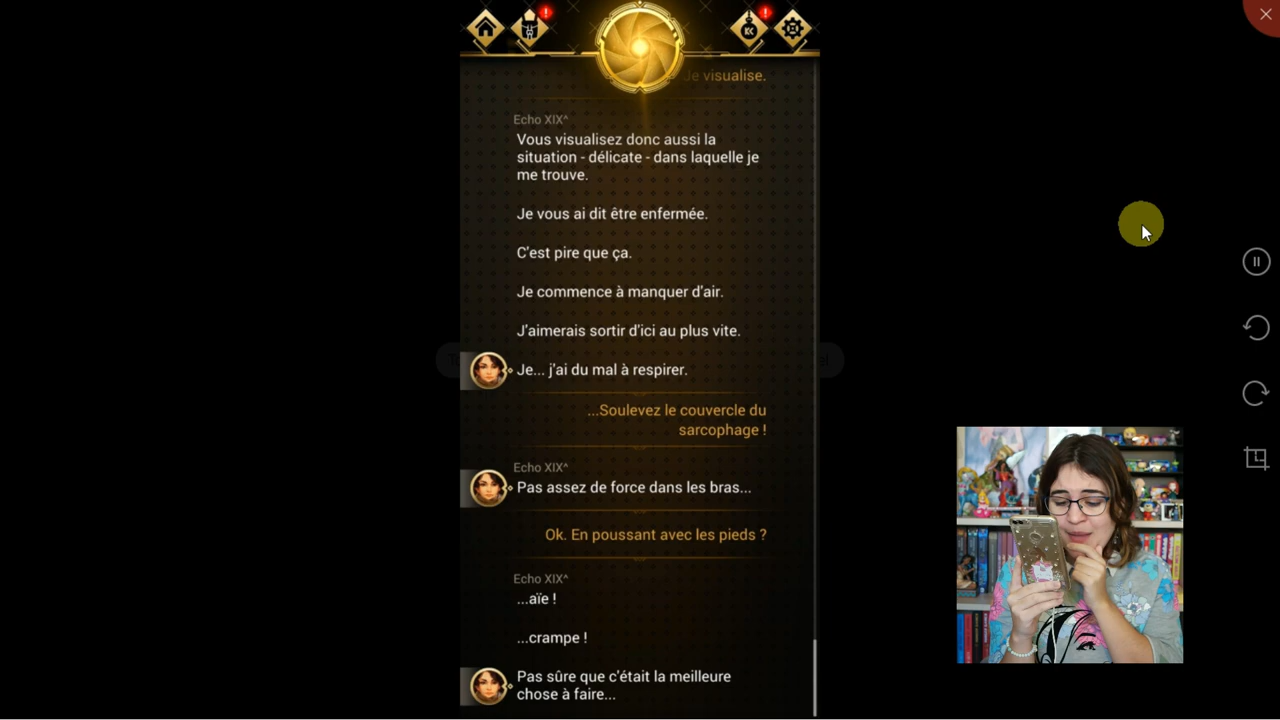 Je visualise.
Echo XIX^
Vous visualisez donc aussi la
situation - délicate - dans laquelle je
me trouve.
Je vous ai dit être enfermée.
C'est pire que ça.
Je commence à manquer d'air.
J'aimerais sortir d'ici au plus vite.
Je... j'ai du mal à respirer.
...Soulevez le couvercle du
sarcophage !
Echo XIX^
Pas assez de force dans les bras...
Ok. En poussant avec les pieds ?
Echo XIX^
...aïe !
...crampe !
Pas sûre que c'était la meilleure
chose à faire...